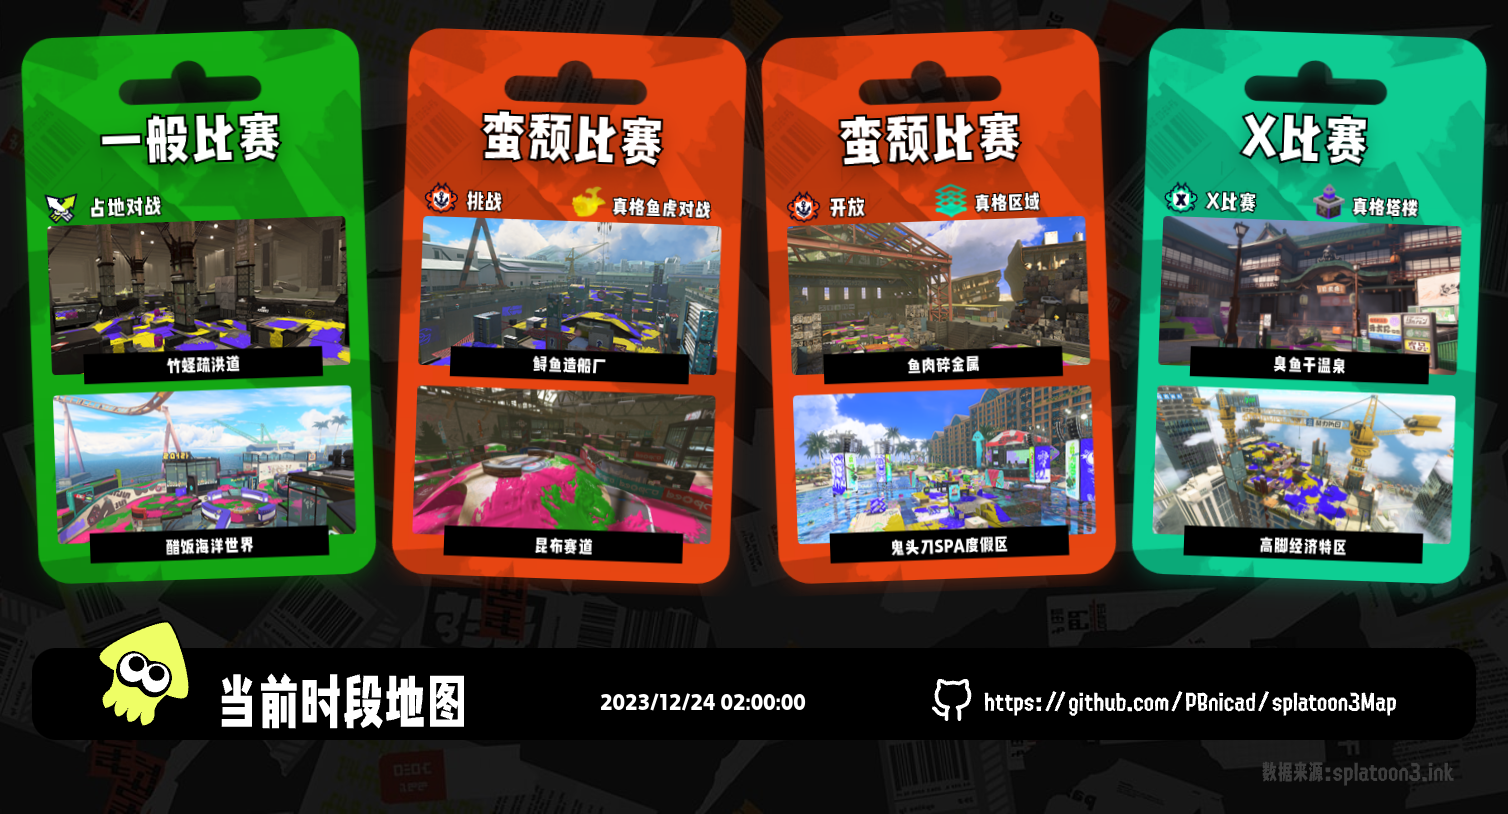 一般比赛
占地对战
竹蛏疏洪道
醋饭海洋世界
蛮颓比赛
挑战
真格鱼虎对战
鲟鱼造船厂
昆布赛道
蛮颓比赛
开放
真格区域
鱼肉碎金属
鬼头刀SPA度假区
X比赛
X比赛
真格塔楼
臭鱼干温泉
高脚经济特区
当前时段地图
2023/12/24 02:00:00
https://github.com/PBnicad/splatoon3Map
数据来源:splatoon3.ink